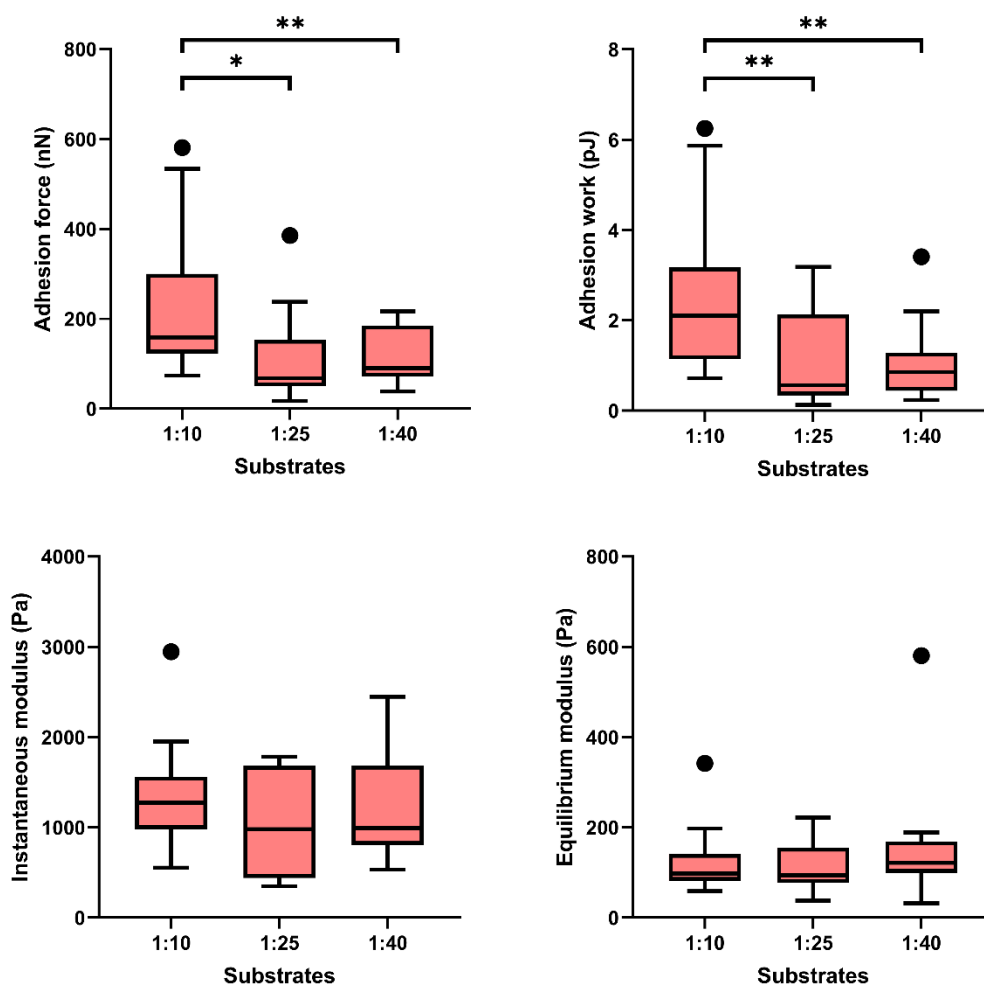 **
*
800
600
400
200
0
Adhesion force (nN)
1:10 1:25 1:40
Substrates
**
**
8
6
4
2
0
Adhesion work (pJ)
1:10 1:25 1:40
Substrates
4000
3000
2000
1000
0
Instantaneous modulus (Pa)
1:10 1:25 1:40
Substrates
800
600
400
200
0
Equilibrium modulus (Pa)
1:10 1:25 1:40
Substrates